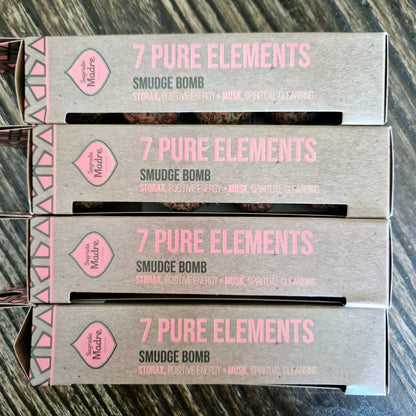 Sagrada
Madre
7 PURE ELEMENTS
SMUDGE BOMB
STORAX, POSITIVE ENERGY + MUSK, SPIRITUAL CLEANSING
Sagrada
Madre
7 PURE ELEMENTS
SMUDGE BOMB
STORAX, POSITIVE ENERGY + MUSK, SPIRITUAL CLEANSING
Sagrada
Madre
7 PURE ELEMENTS
SMUDGE BOMB
STORAX, POSITIVE ENERGY + MUSK, SPIRITUAL CLEANSING
Sagrada
Madre
7 PURE ELEMENTS
SMUDGE BOMB
STORAX, POSITIVE ENERGY + MUSK, SPIRITUAL CLEANSING